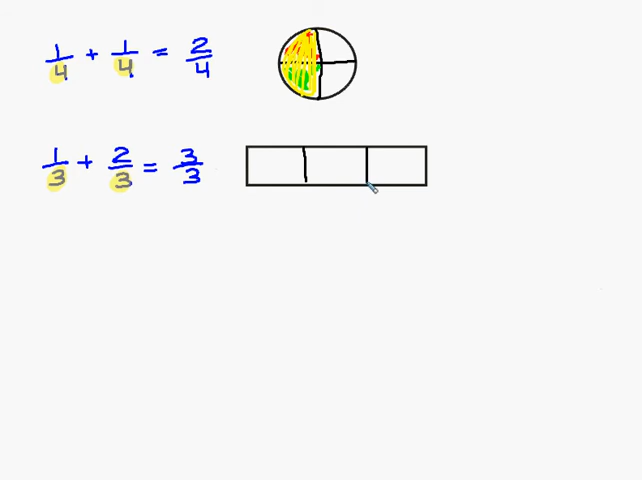 1/4 + 1/4 = 2/4
1/3 + 2/3 = 3/3